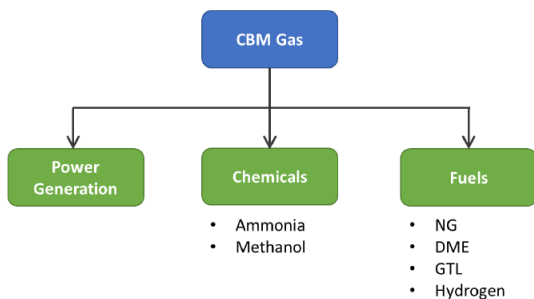 CBM Gas
Power
Generation
Chemicals
Fuels
• Ammonia
• Methanol
• NG
• DME
• GTL
• Hydrogen